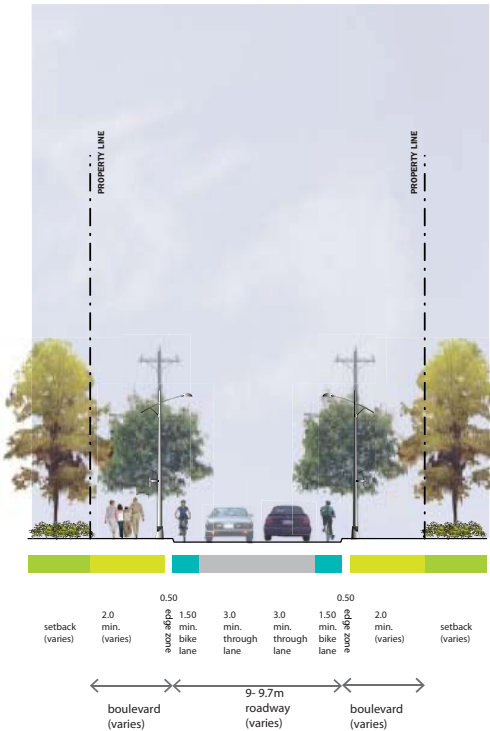 PROPERTY LINE
PROPERTY LINE
0.50
edge zone
0.50
edge zone
setback
(varies)
2.0
min.
(varies)
1.50
min.
bike
lane
3.0
min.
through
lane
3.0
min.
through
lane
1.50
min.
bike
lane
2.0
min.
(varies)
setback
(varies)
boulevard
(varies)
9- 9.7m
roadway
(varies)
boulevard
(varies)